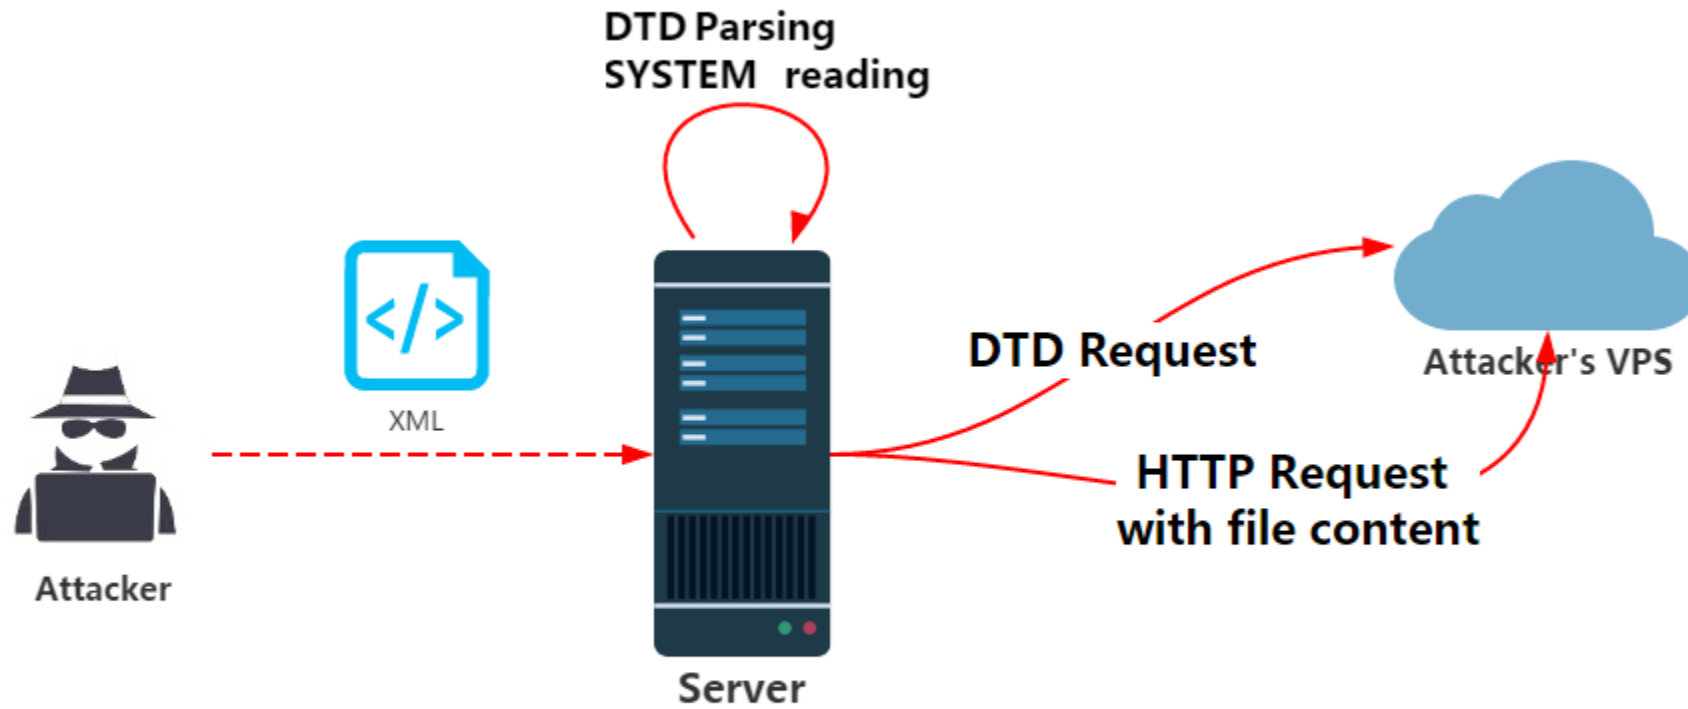 DTD Parsing
SYSTEM reading
</>
XML
DTD Request
Attacker's VPS
HTTP Request
with file content
Attacker
Server